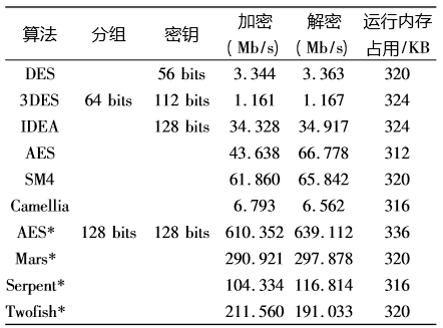 算法 分组 密钥 加密 (Mb/s) 解密 (Mb/s) 运行内存占用/KB
DES 56 bits 3.344 3.363 320
3DES 64 bits 112 bits 1.161 1.167 324
IDEA 128 bits 34.328 34.917 324
AES 43.638 66.778 312
SM4 61.860 65.842 320
Camellia 6.793 6.562 316
AES* 128 bits 128 bits 610.352 639.112 336
Mars* 290.921 297.878 320
Serpent* 104.334 116.814 316
Twofish* 211.560 191.033 320